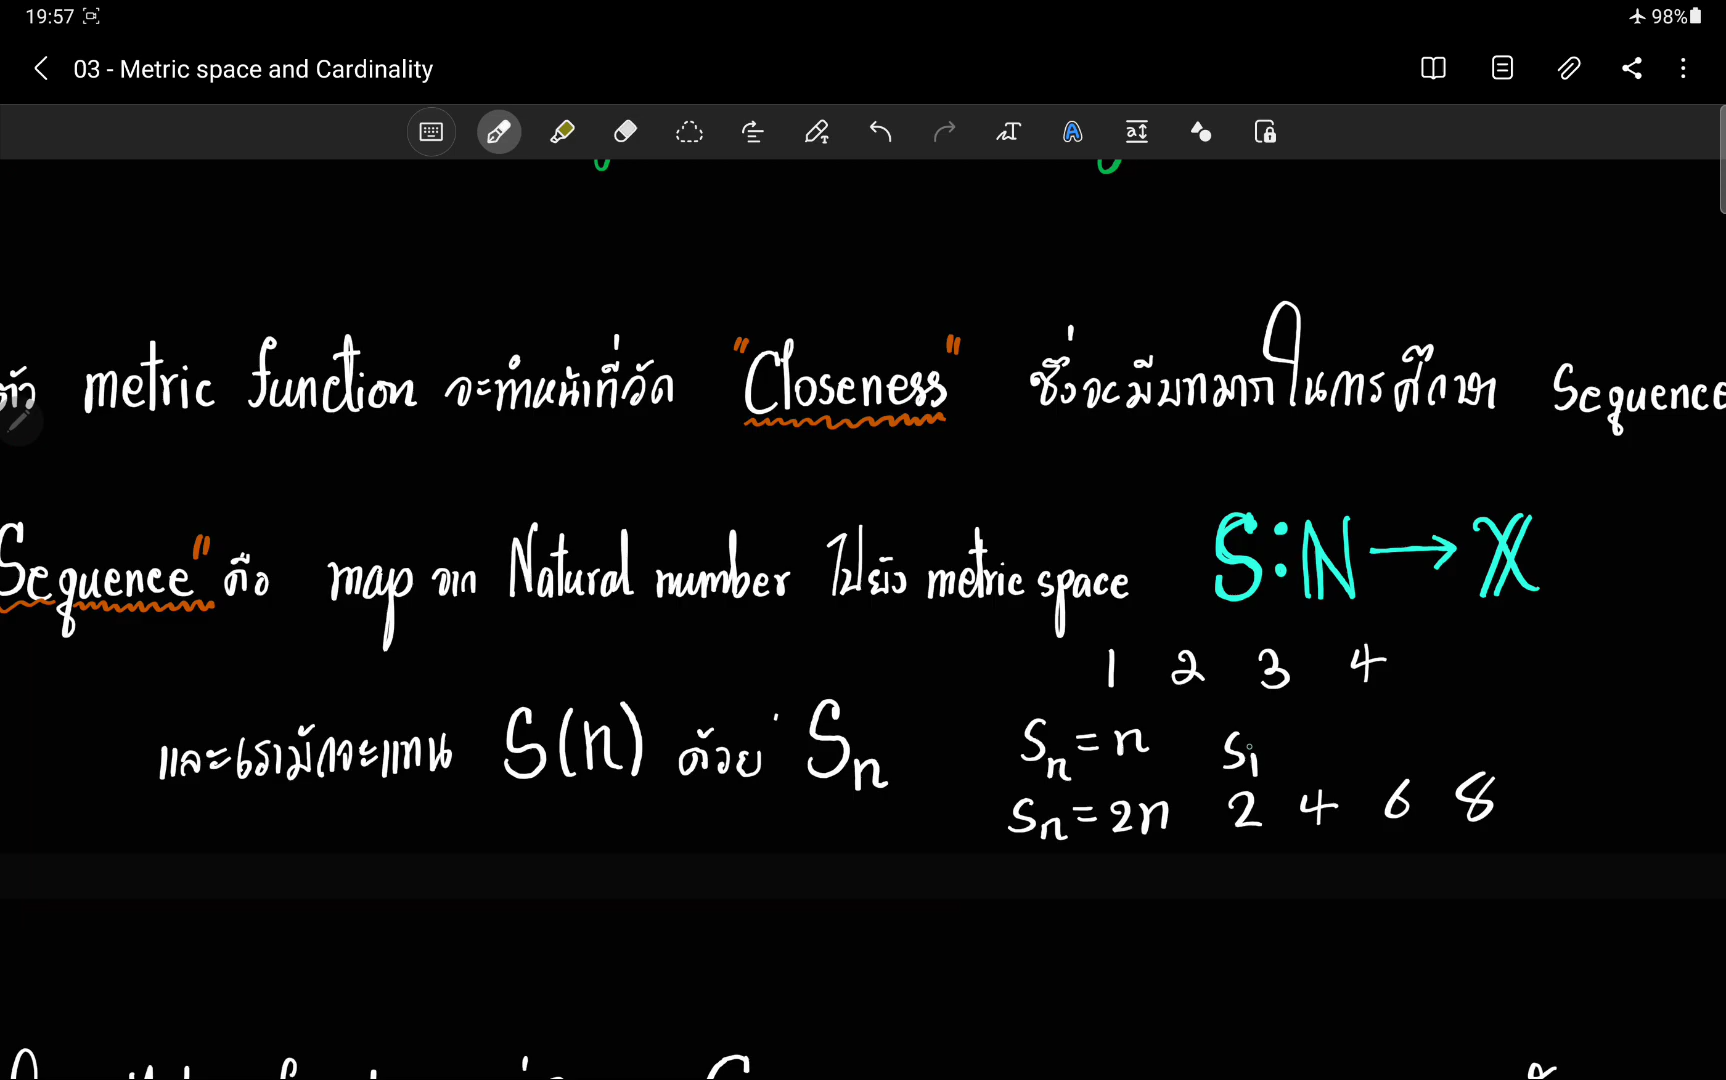 19:57 98%
03 - Metric space and Cardinality
ตัว metric function จะทำหน้าที่วัด "Closeness" ซึ่งจะมีบทมากในการศึกษา Sequence
Sequence" คือ map จาก Natural number ไปยัง metric space S:N→X
1 2 3 4
และเรามักจะแทน S(n) ด้วย Sn
Sn=n S1
Sn=2n 2 4 6 8